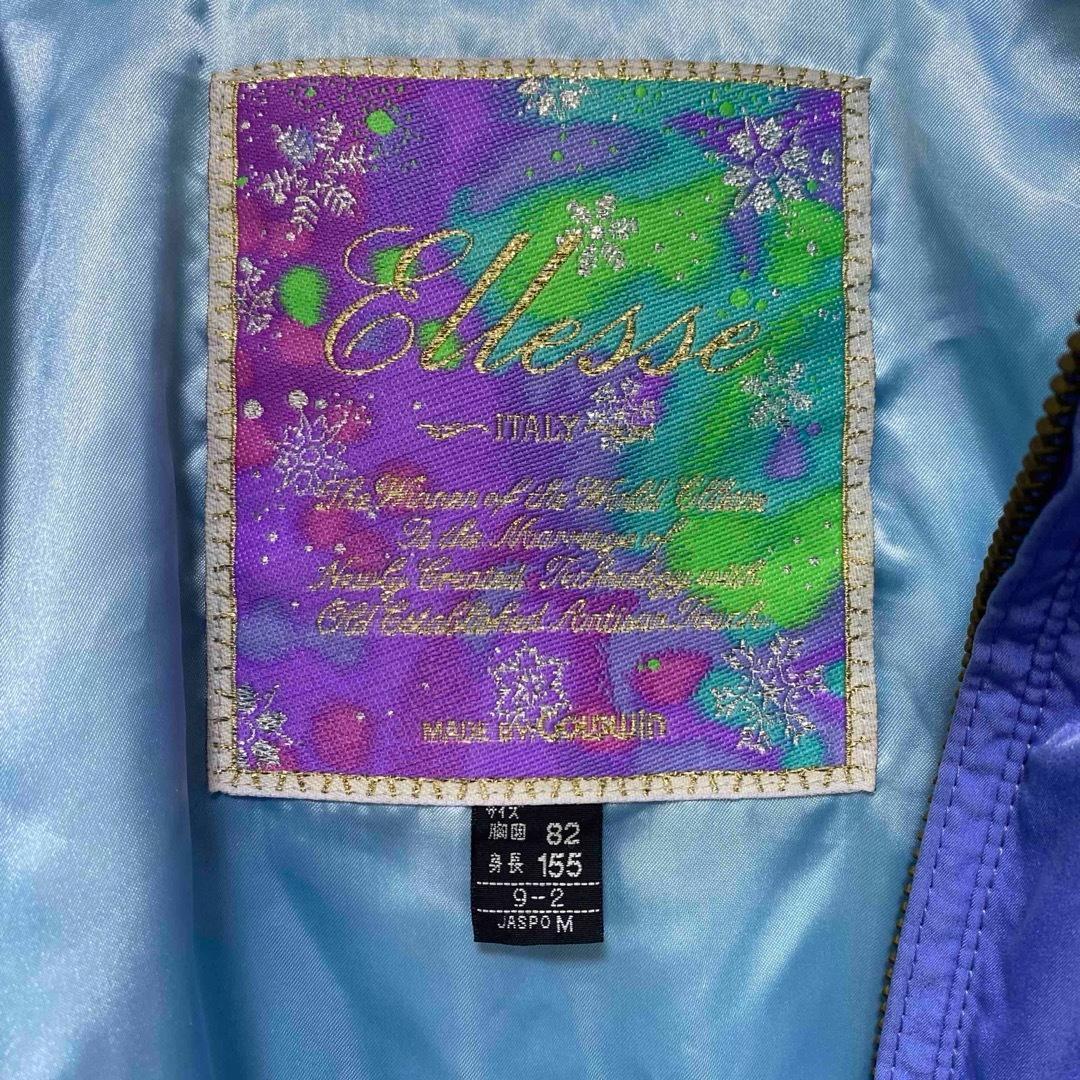 Ellesse
ITALY
The Winner of the World Ellesse
Is the Marriage of
Newly Created Technology with
Old Established Artisan Touch.
MADE BY Goldwin
サイズ
胸囲 82
身長 155
9-2
JASPO M